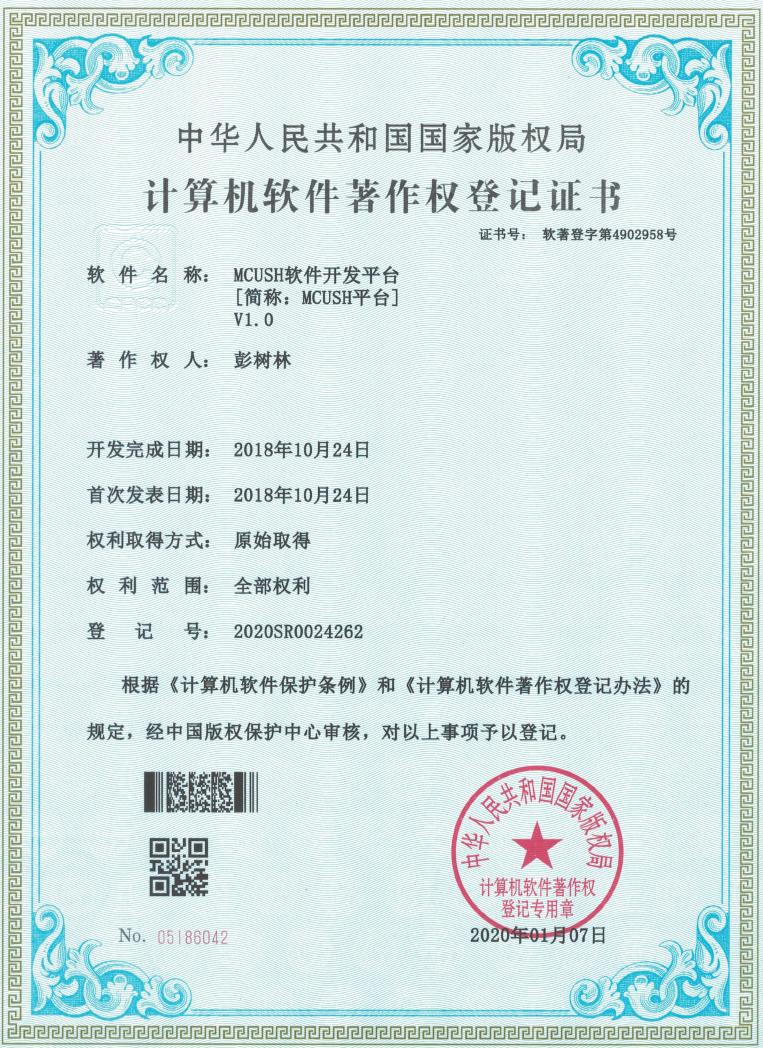 中华人民共和国国家版权局
计算机软件著作权登记证书
证书号： 软著登字第4902958号
软件名称： MCUSH软件开发平台
[简称：MCUSH平台]
V1.0
著作权人： 彭树林
开发完成日期： 2018年10月24日
首次发表日期： 2018年10月24日
权利取得方式： 原始取得
权利范围： 全部权利
登记号： 2020SR0024262
根据《计算机软件保护条例》和《计算机软件著作权登记办法》的
规定，经中国版权保护中心审核，对以上事项予以登记。
中华人民共和国国家版权局
计算机软件著作权
登记专用章
No. 05186042
2020年01月07日